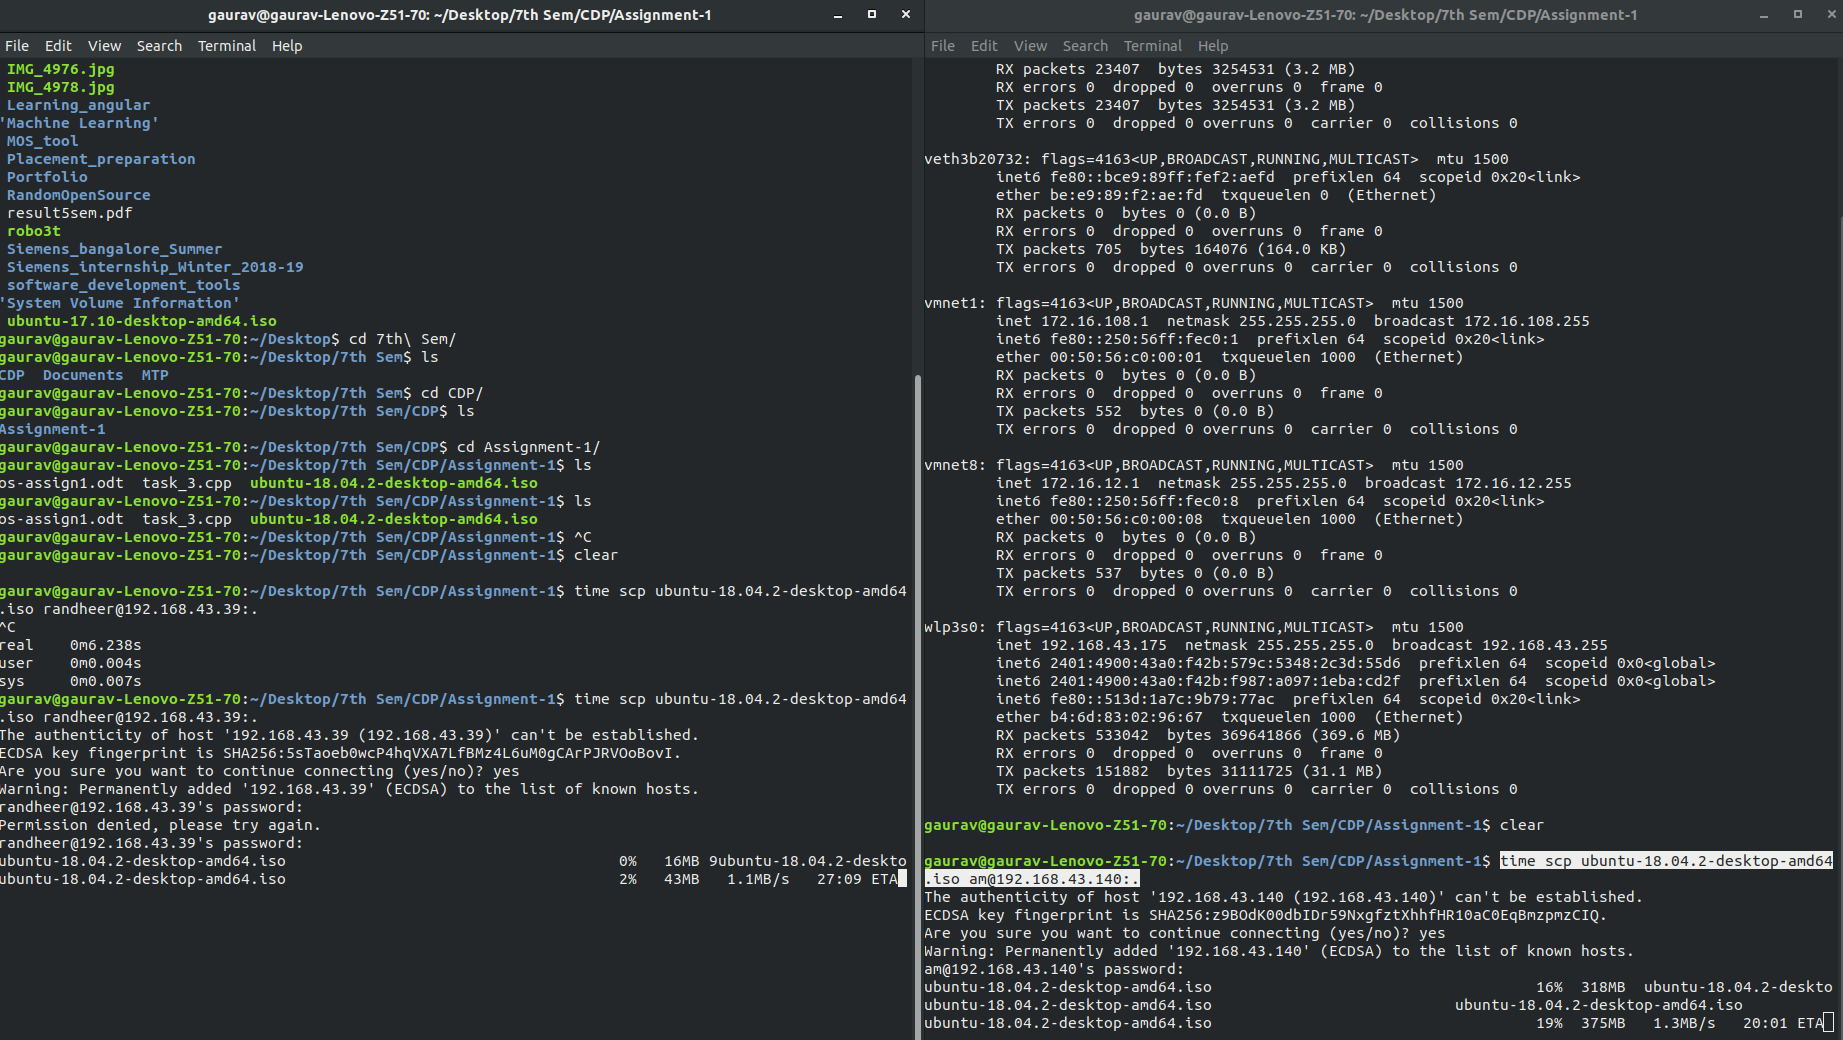 gaurav@gaurav-Lenovo-Z51-70: ~/Desktop/7th Sem/CDP/Assignment-1
File Edit View Search Terminal Help
IMG_4976.jpg
IMG_4978.jpg
Learning_angular
'Machine Learning'
MOS_tool
Placement_preparation
Portfolio
RandomOpenSource
result5sem.pdf
robo3t
Siemens_bangalore_Summer
Siemens_internship_Winter_2018-19
software_development_tools
'System Volume Information'
ubuntu-17.10-desktop-amd64.iso
gaurav@gaurav-Lenovo-Z51-70:~/Desktop$ cd 7th\ Sem/
gaurav@gaurav-Lenovo-Z51-70:~/Desktop/7th Sem$ ls
CDP  Documents  MTP
gaurav@gaurav-Lenovo-Z51-70:~/Desktop/7th Sem$ cd CDP/
gaurav@gaurav-Lenovo-Z51-70:~/Desktop/7th Sem/CDP$ ls
Assignment-1
gaurav@gaurav-Lenovo-Z51-70:~/Desktop/7th Sem/CDP$ cd Assignment-1/
gaurav@gaurav-Lenovo-Z51-70:~/Desktop/7th Sem/CDP/Assignment-1$ ls
os-assign1.odt  task_3.cpp  ubuntu-18.04.2-desktop-amd64.iso
gaurav@gaurav-Lenovo-Z51-70:~/Desktop/7th Sem/CDP/Assignment-1$ ls
os-assign1.odt  task_3.cpp  ubuntu-18.04.2-desktop-amd64.iso
gaurav@gaurav-Lenovo-Z51-70:~/Desktop/7th Sem/CDP/Assignment-1$ ^C
gaurav@gaurav-Lenovo-Z51-70:~/Desktop/7th Sem/CDP/Assignment-1$ clear
gaurav@gaurav-Lenovo-Z51-70:~/Desktop/7th Sem/CDP/Assignment-1$ time scp ubuntu-18.04.2-desktop-amd64
.iso randheer@192.168.43.39:.
^C
real    0m6.238s
user    0m0.004s
sys     0m0.007s
gaurav@gaurav-Lenovo-Z51-70:~/Desktop/7th Sem/CDP/Assignment-1$ time scp ubuntu-18.04.2-desktop-amd64
.iso randheer@192.168.43.39:.
The authenticity of host '192.168.43.39 (192.168.43.39)' can't be established.
ECDSA key fingerprint is SHA256:5sTaoeb0wcP4hqVXA7LfBMz4L6uM0gCArPJRVOoBovI.
Are you sure you want to continue connecting (yes/no)? yes
Warning: Permanently added '192.168.43.39' (ECDSA) to the list of known hosts.
randheer@192.168.43.39's password:
Permission denied, please try again.
randheer@192.168.43.39's password:
ubuntu-18.04.2-desktop-amd64.iso    0%   16MB 9ubuntu-18.04.2-deskto
ubuntu-18.04.2-desktop-amd64.iso    2%   43MB   1.1MB/s   27:09 ETA
gaurav@gaurav-Lenovo-Z51-70: ~/Desktop/7th Sem/CDP/Assignment-1
File Edit View Search Terminal Help
RX packets 23407  bytes 3254531 (3.2 MB)
RX errors 0  dropped 0  overruns 0  frame 0
TX packets 23407  bytes 3254531 (3.2 MB)
TX errors 0  dropped 0 overruns 0  carrier 0  collisions 0
veth3b20732: flags=4163<UP,BROADCAST,RUNNING,MULTICAST>  mtu 1500
inet6 fe80::bce9:89ff:fef2:aefd  prefixlen 64  scopeid 0x20<link>
ether be:e9:89:f2:ae:fd  txqueuelen 0  (Ethernet)
RX packets 0  bytes 0 (0.0 B)
RX errors 0  dropped 0  overruns 0  frame 0
TX packets 705  bytes 164076 (164.0 KB)
TX errors 0  dropped 0 overruns 0  carrier 0  collisions 0
vmnet1: flags=4163<UP,BROADCAST,RUNNING,MULTICAST>  mtu 1500
inet 172.16.108.1  netmask 255.255.255.0  broadcast 172.16.108.255
inet6 fe80::250:56ff:fec0:1  prefixlen 64  scopeid 0x20<link>
ether 00:50:56:c0:00:01  txqueuelen 1000  (Ethernet)
RX packets 0  bytes 0 (0.0 B)
RX errors 0  dropped 0  overruns 0  frame 0
TX packets 552  bytes 0 (0.0 B)
TX errors 0  dropped 0 overruns 0  carrier 0  collisions 0
vmnet8: flags=4163<UP,BROADCAST,RUNNING,MULTICAST>  mtu 1500
inet 172.16.12.1  netmask 255.255.255.0  broadcast 172.16.12.255
inet6 fe80::250:56ff:fec0:8  prefixlen 64  scopeid 0x20<link>
ether 00:50:56:c0:00:08  txqueuelen 1000  (Ethernet)
RX packets 0  bytes 0 (0.0 B)
RX errors 0  dropped 0  overruns 0  frame 0
TX packets 537  bytes 0 (0.0 B)
TX errors 0  dropped 0 overruns 0  carrier 0  collisions 0
wlp3s0: flags=4163<UP,BROADCAST,RUNNING,MULTICAST>  mtu 1500
inet 192.168.43.175  netmask 255.255.255.0  broadcast 192.168.43.255
inet6 2401:4900:43a0:f42b:579c:5348:2c3d:55d6  prefixlen 64  scopeid 0x0<global>
inet6 2401:4900:43a0:f42b:f987:a097:1eba:cd2f  prefixlen 64  scopeid 0x0<global>
inet6 fe80::513d:1a7c:9b79:77ac  prefixlen 64  scopeid 0x20<link>
ether b4:6d:83:02:96:67  txqueuelen 1000  (Ethernet)
RX packets 533042  bytes 369641866 (369.6 MB)
RX errors 0  dropped 0  overruns 0  frame 0
TX packets 151882  bytes 31111725 (31.1 MB)
TX errors 0  dropped 0 overruns 0  carrier 0  collisions 0
gaurav@gaurav-Lenovo-Z51-70:~/Desktop/7th Sem/CDP/Assignment-1$ clear
gaurav@gaurav-Lenovo-Z51-70:~/Desktop/7th Sem/CDP/Assignment-1$ time scp ubuntu-18.04.2-desktop-amd64
.iso am@192.168.43.140:.
The authenticity of host '192.168.43.140 (192.168.43.140)' can't be established.
ECDSA key fingerprint is SHA256:z9BOdK00dbIDr59NxgfztXhhfHR10aC0EqBmzpmzCIQ.
Are you sure you want to continue connecting (yes/no)? yes
Warning: Permanently added '192.168.43.140' (ECDSA) to the list of known hosts.
am@192.168.43.140's password:
ubuntu-18.04.2-desktop-amd64.iso    16%  318MB  ubuntu-18.04.2-deskto
ubuntu-18.04.2-desktop-amd64.iso    ubuntu-18.04.2-desktop-amd64.iso
ubuntu-18.04.2-desktop-amd64.iso    19%  375MB   1.3MB/s   20:01 ETA